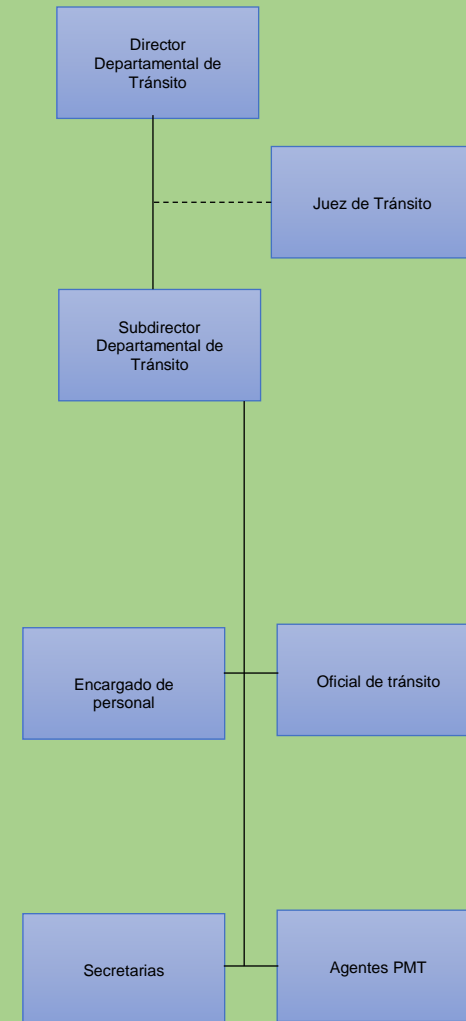 Director
Departamental de
Tránsito
Juez de Tránsito
Subdirector
Departamental de
Tránsito
Encargado de
personal
Oficial de tránsito
Secretarias
Agentes PMT